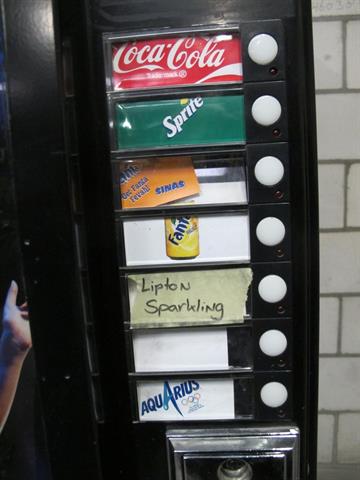 Coca-Cola
Trade-mark®
Sprite
Fanta
SINAS
Fanta
Lipton
Sparkling
AQUARIUS